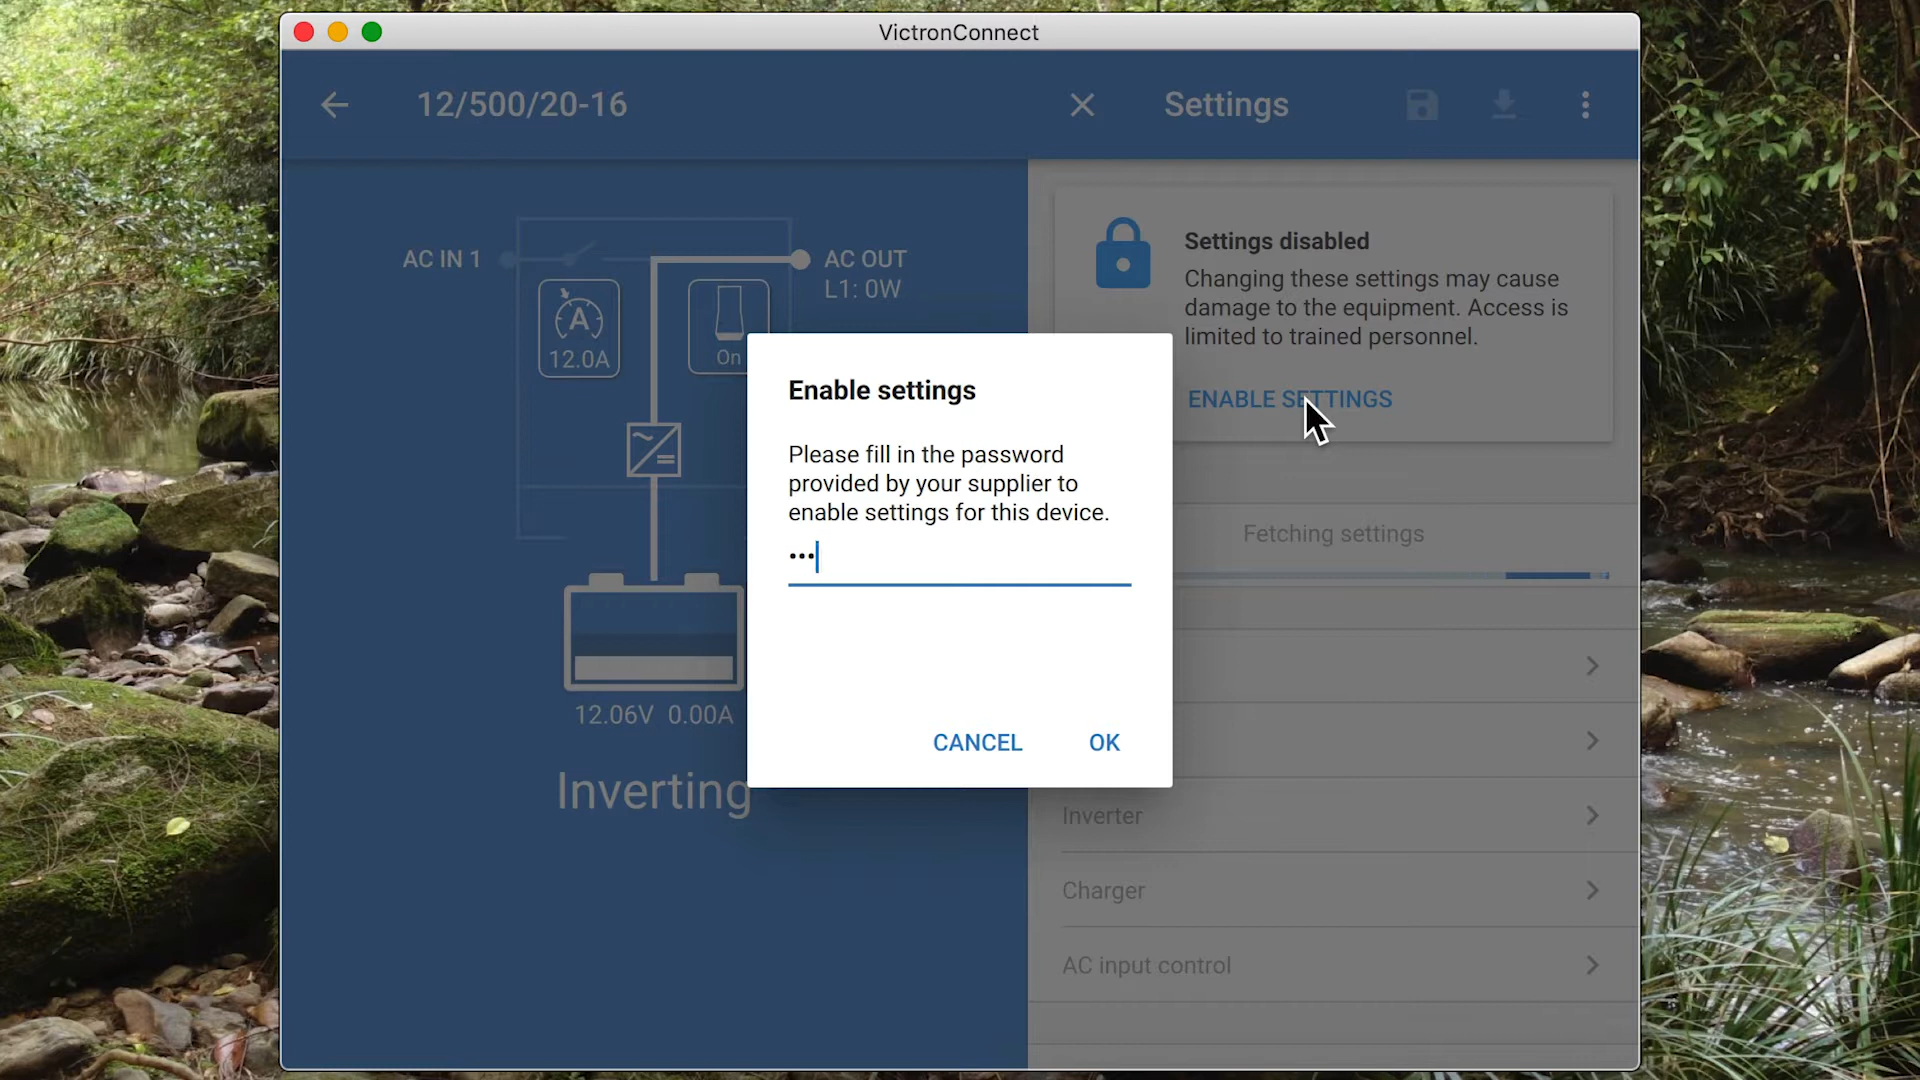 VictronConnect
12/500/20-16
Settings
AC IN 1
AC OUT
L1: 0W
A
12.0A
On
12.06V 0.00A
Inverting
Settings disabled
Changing these settings may cause
damage to the equipment. Access is
limited to trained personnel.
ENABLE SETTINGS
Enable settings
Please fill in the password
provided by your supplier to
enable settings for this device.
•••
CANCEL
OK
Fetching settings
Inverter
Charger
AC input control